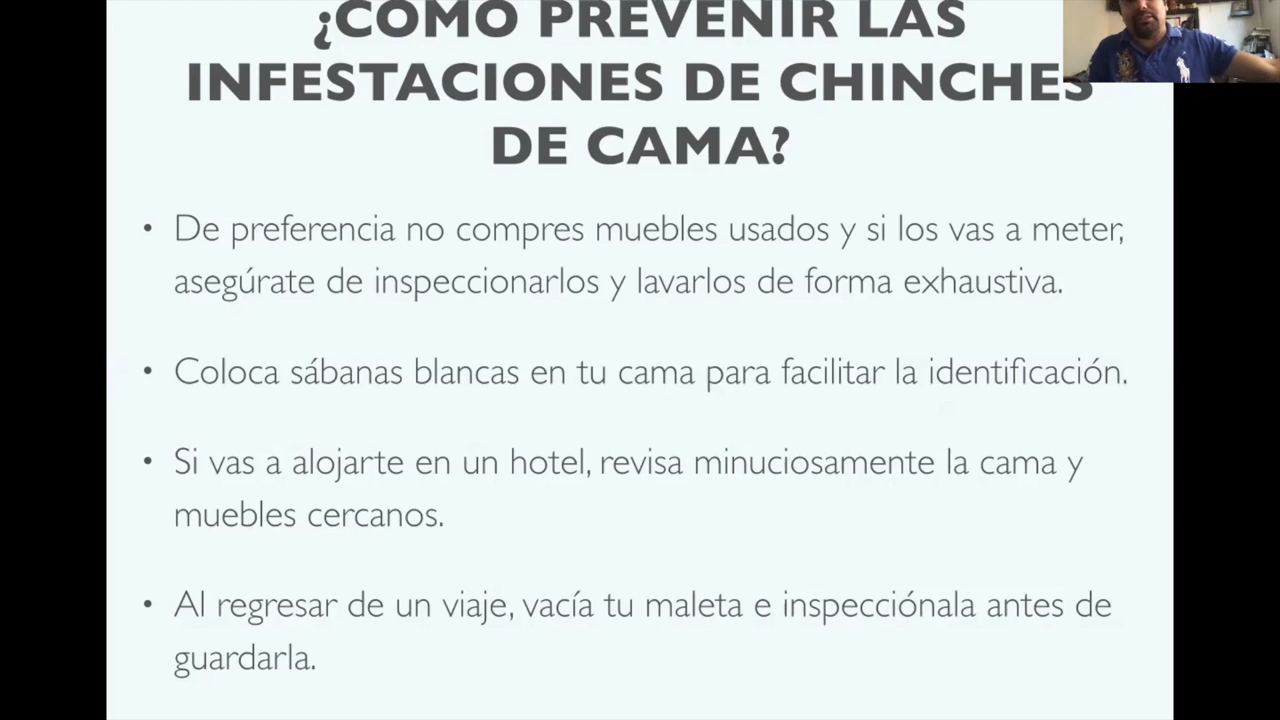 ¿COMO PREVENIR LAS
INFESTACIONES DE CHINCHES
DE CAMA?
• De preferencia no compres muebles usados y si los vas a meter,
asegúrate de inspeccionarlos y lavarlos de forma exhaustiva.
• Coloca sábanas blancas en tu cama para facilitar la identificación.
• Si vas a alojarte en un hotel, revisa minuciosamente la cama y
muebles cercanos.
• Al regresar de un viaje, vacía tu maleta e inspecciónala antes de
guardarla.